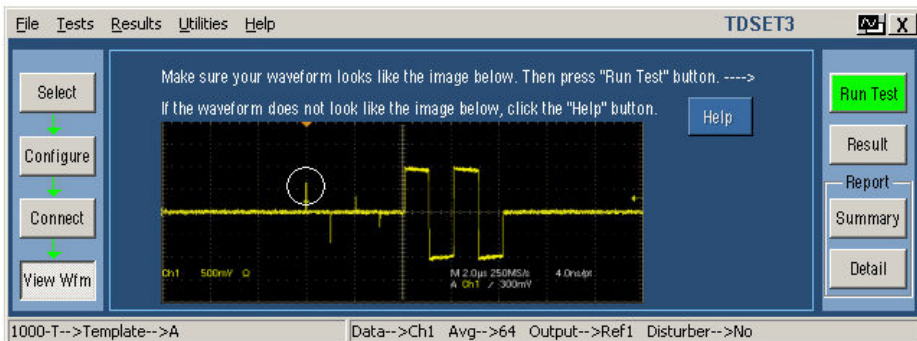 File Tests Results Utilities Help TDSET3 X
Make sure your waveform looks like the image below. Then press "Run Test" button. ---->
If the waveform does not look like the image below, click the "Help" button.
Help
Select
Configure
Connect
View Wfm
Ch1 500mV Ω
M 2.0µs 250MS/s 4.0ns/pt
A Ch1 / 300mV
Run Test
Result
Report
Summary
Detail
1000-T-->Template-->A
Data-->Ch1 Avg-->64 Output-->Ref1 Disturber-->No